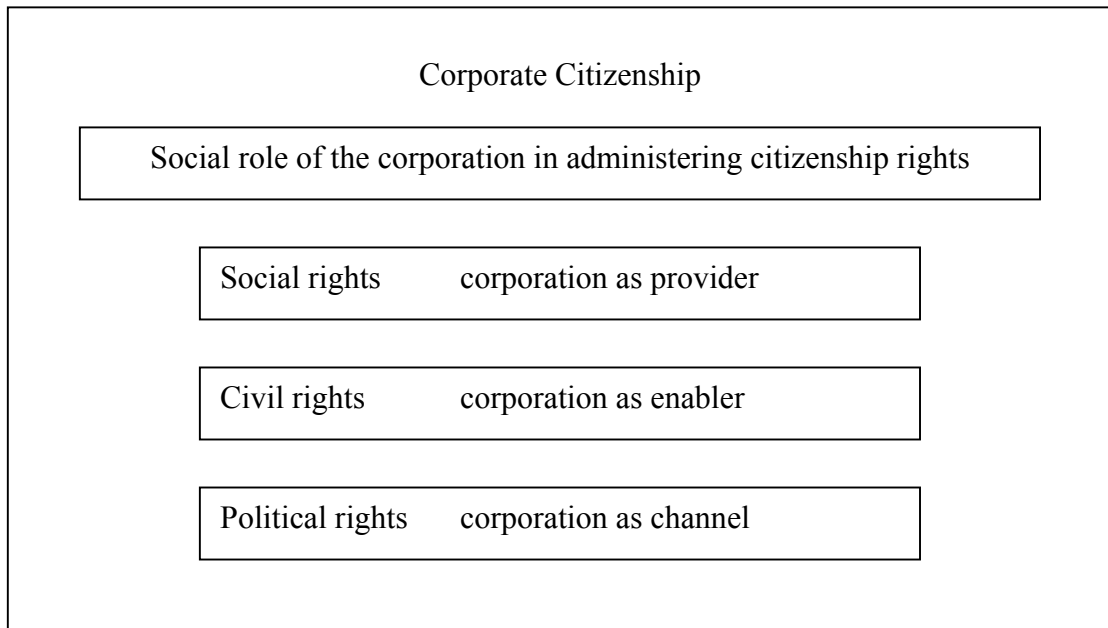 Corporate Citizenship
Social role of the corporation in administering citizenship rights
Social rights corporation as provider
Civil rights corporation as enabler
Political rights corporation as channel